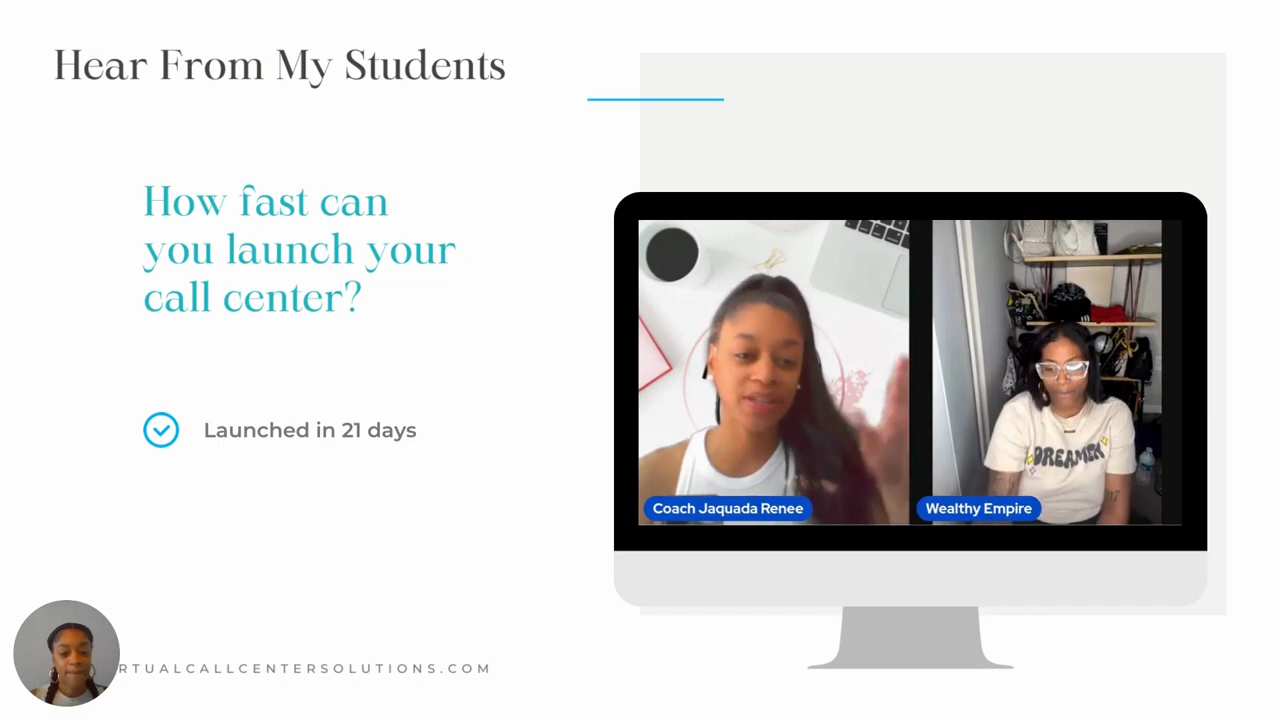 Hear From My Students
How fast can
you launch your
call center?
Launched in 21 days
DREAMER
Coach Jaquada Renee
Wealthy Empire
RTUALCALLCENTERSOLUTIONS.COM